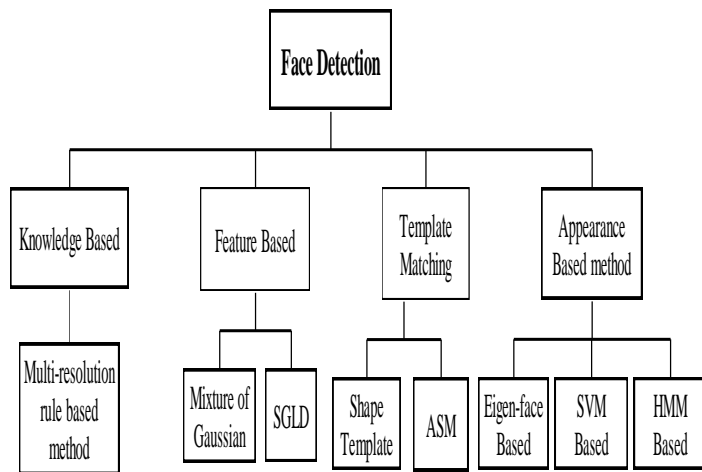 Face Detection
Knowledge Based
Feature Based
Template
Matching
Appearance
Based method
Multi-resolution
rule based
method
Mixture of
Gaussian
SGLD
Shape
Template
ASM
Eigen-face
Based
SVM
Based
HMM
Based